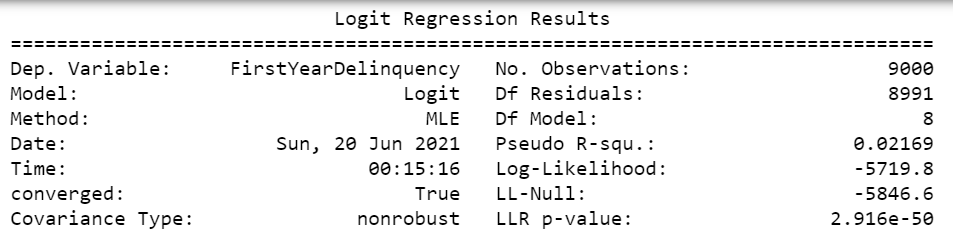 Logit Regression Results
==============================================================================
Dep. Variable: FirstYearDelinquency No. Observations: 9000
Model: Logit Df Residuals: 8991
Method: MLE Df Model: 8
Date: Sun, 20 Jun 2021 Pseudo R-squ.: 0.02169
Time: 00:15:16 Log-Likelihood: -5719.8
converged: True LL-Null: -5846.6
Covariance Type: nonrobust LLR p-value: 2.916e-50